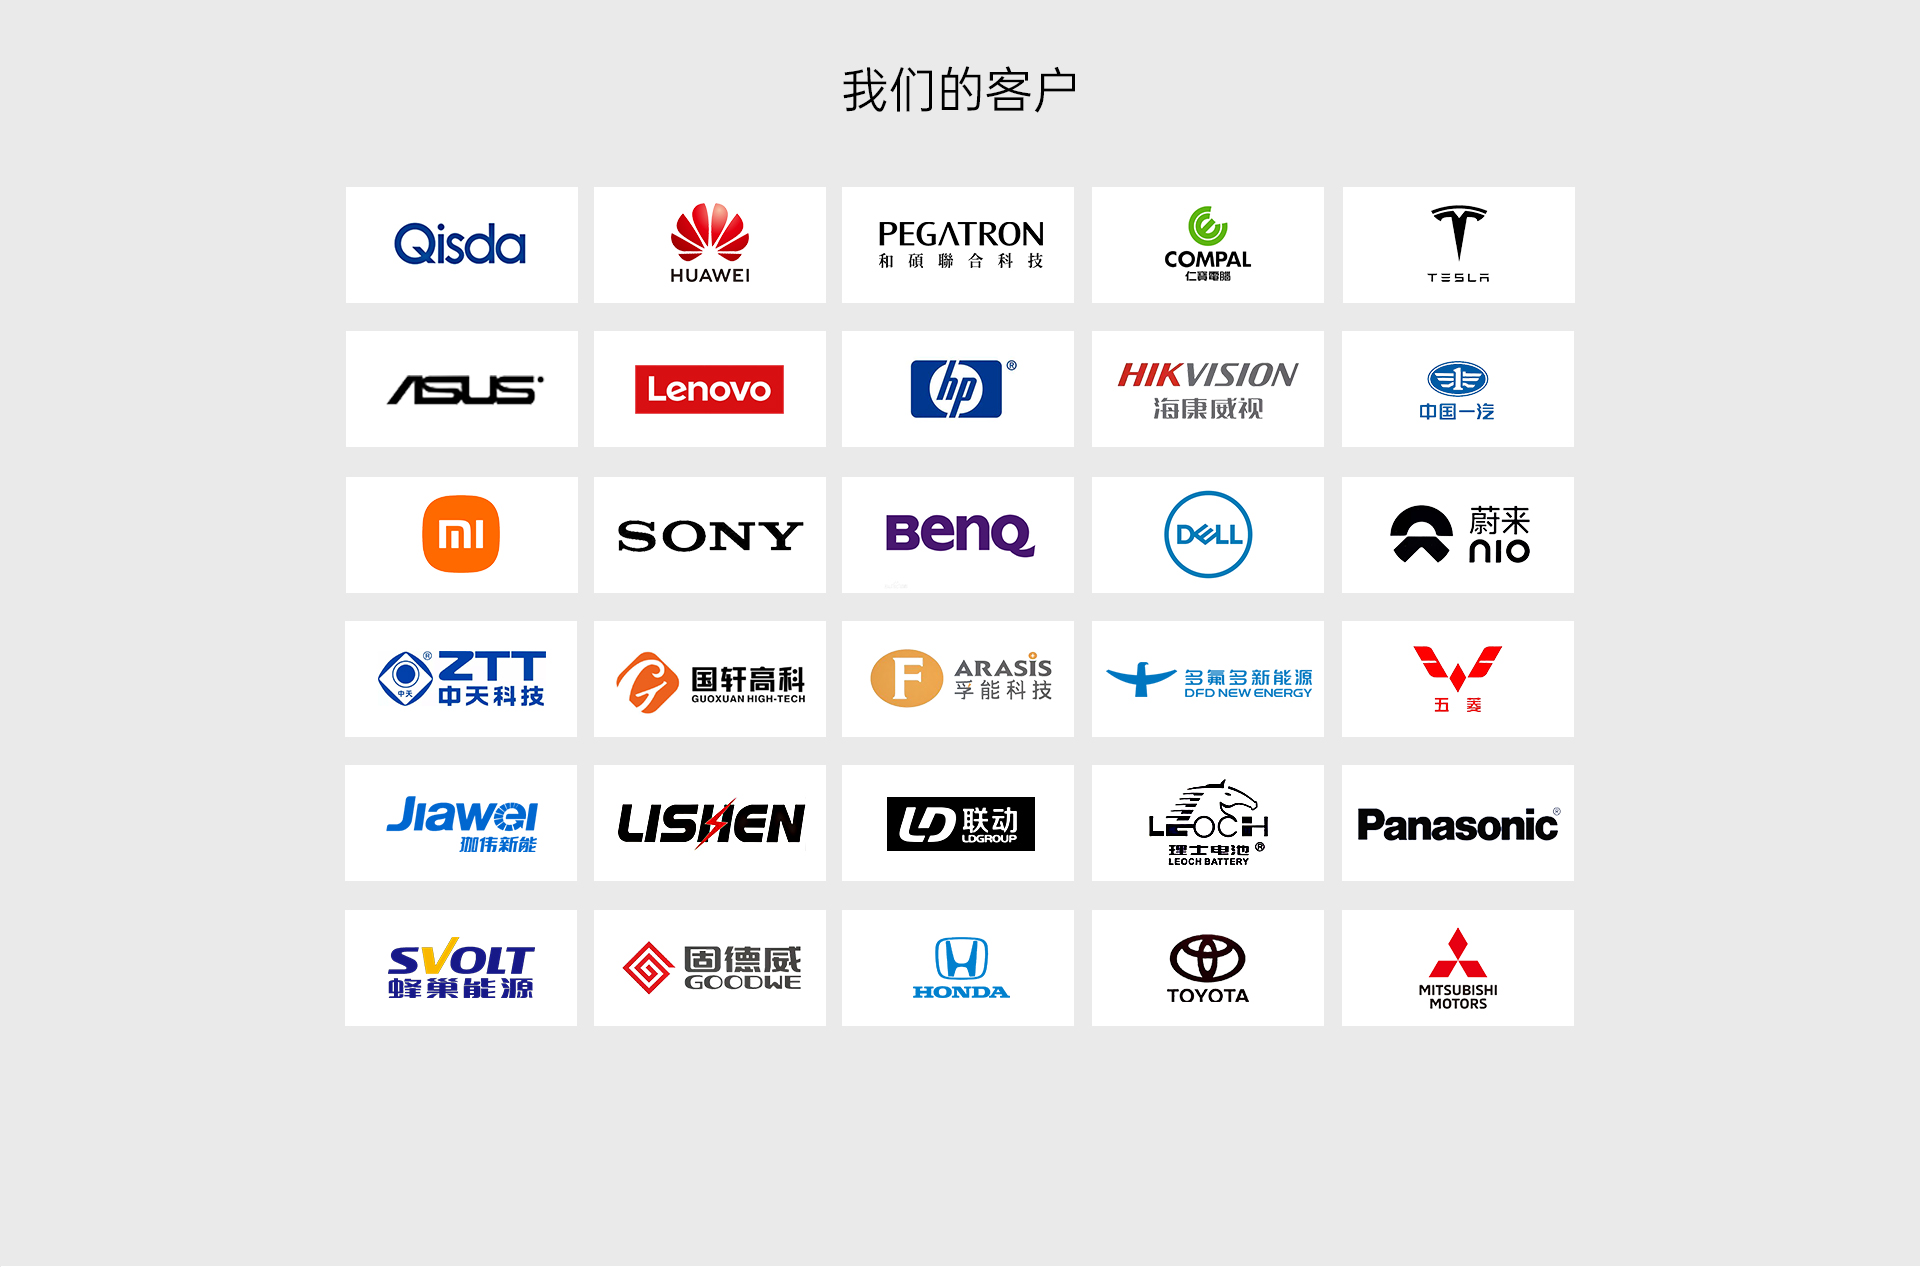 我们的客户
Qisda
HUAWEI
PEGATRON
和碩聯合科技
COMPAL
仁寶電腦
TESLA
ASUS
Lenovo
hp ®
HIKVISION
海康威视
中国一汽
mi
SONY
BenQ
DELL
蔚来
NIO
中天
® ZTT
中天科技
国轩高科
GUOXUAN HIGH-TECH
F
ARASIS
孚能科技
多氟多新能源
DFD NEW ENERGY
五菱
Jiawei
珈伟新能
LISHEN
LD 联动
LDGROUP
LEOCH
理士电池 ®
LEOCH BATTERY
Panasonic ®
SVOLT
蜂巢能源
固德威
GOODWE
HONDA
TOYOTA
MITSUBISHI
MOTORS